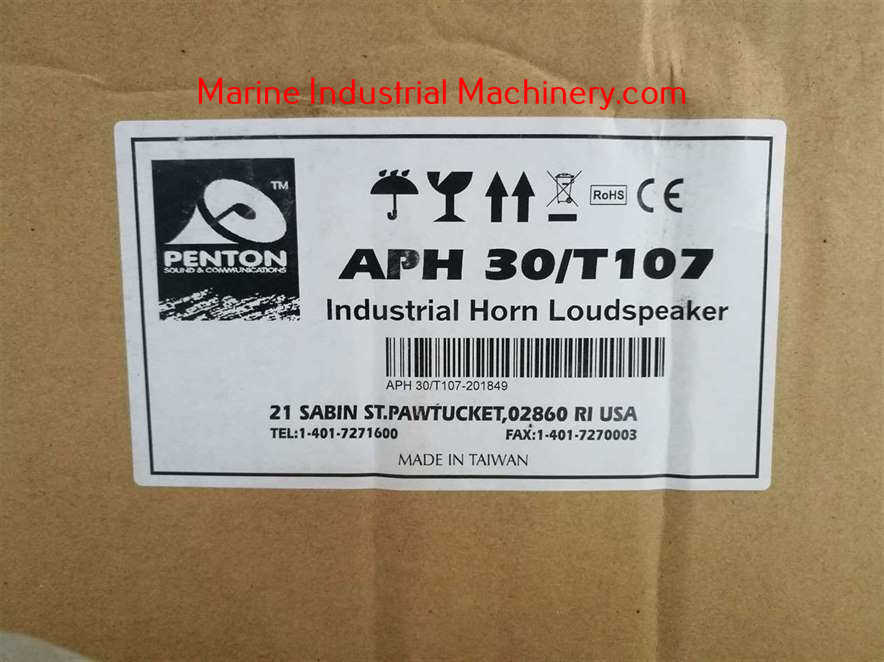 Marine Industrial Machinery.com
TM
PENTON
SOUND & COMMUNICATIONS
RoHS
CE
APH 30/T107
Industrial Horn Loudspeaker
APH 30/T107-201849
21 SABIN ST.PAWTUCKET,02860 RI USA
TEL:1-401-7271600 FAX:1-401-7270003
MADE IN TAIWAN